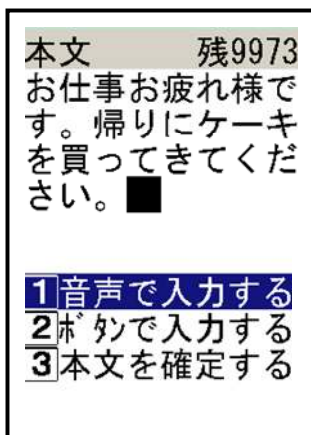 本文 残9973
お仕事お疲れ様で
す。帰りにケーキ
を買ってきてくだ
さい。
1音声で入力する
2ﾎﾞﾀﾝで入力する
3本文を確定する